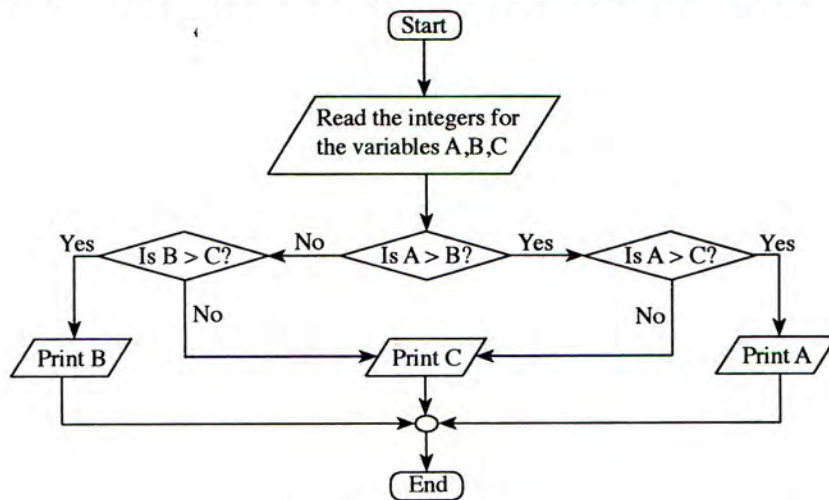 Start
Read the integers for
the variables A,B,C
Yes
Is B > C?
No
Is A > B?
Yes
Is A > C?
Yes
No
No
Print B
Print C
Print A
End